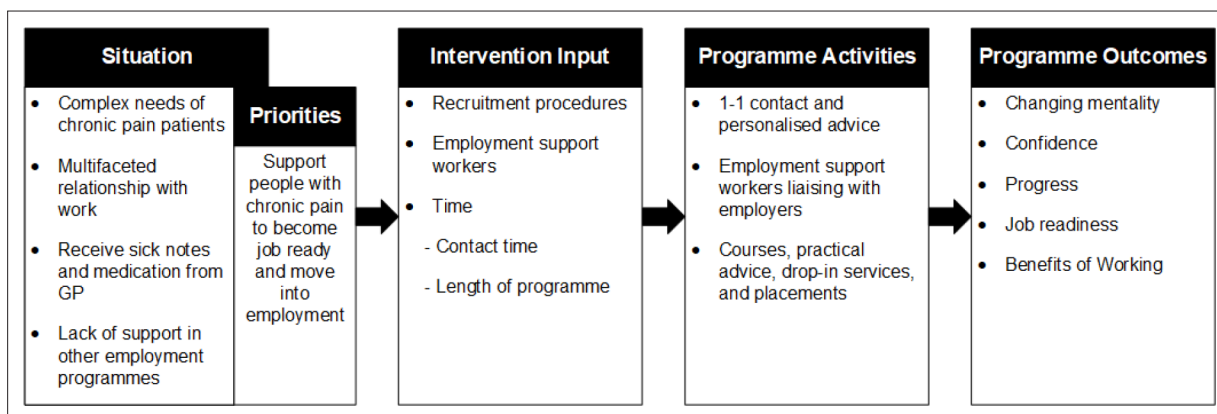 Situation
• Complex needs of
chronic pain patients
• Multifaceted
relationship with
work
• Receive sick notes
and medication from
GP
• Lack of support in
other employment
programmes
Priorities
Support
people with
chronic pain
to become
job ready
and move
into
employment
Intervention Input
• Recruitment procedures
• Employment support
workers
• Time
- Contact time
- Length of programme
Programme Activities
• 1-1 contact and
personalised advice
• Employment support
workers liaising with
employers
• Courses, practical
advice, drop-in services,
and placements
Programme Outcomes
• Changing mentality
• Confidence
• Progress
• Job readiness
• Benefits of Working